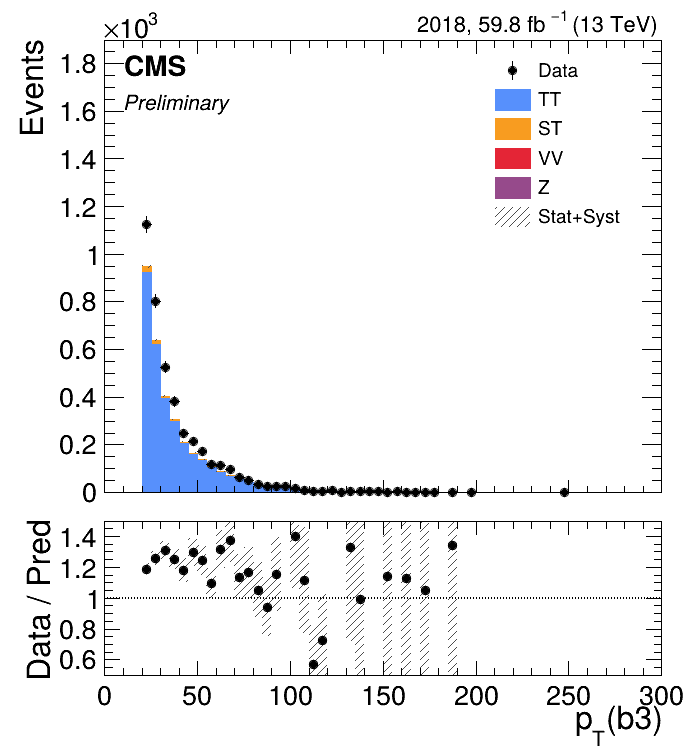 ×10³
2018, 59.8 fb⁻¹ (13 TeV)
Events
CMS
Preliminary
Data
TT
ST
VV
Z
Stat+Syst
1.8
1.6
1.4
1.2
1
0.8
0.6
0.4
0.2
0
Data / Pred
1.4
1.2
1
0.8
0.6
0 50 100 150 200 250 300
p_T(b3)